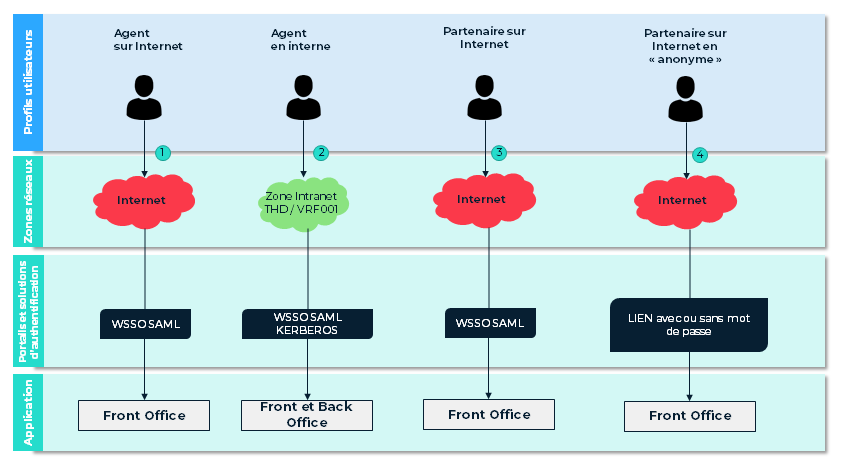 Profils utilisateurs
Agent
sur Internet
Agent
en interne
Partenaire sur
Internet
Partenaire sur
Internet en
« anonyme »
1
2
3
4
Zones réseaux
Internet
Zone Intranet
THD / VRF001
Internet
Internet
Portails et solutions
d'authentification
WSSO SAML
WSSO SAML
KERBEROS
WSSO SAML
LIEN avec ou sans mot
de passe
Application
Front Office
Front et Back
Office
Front Office
Front Office